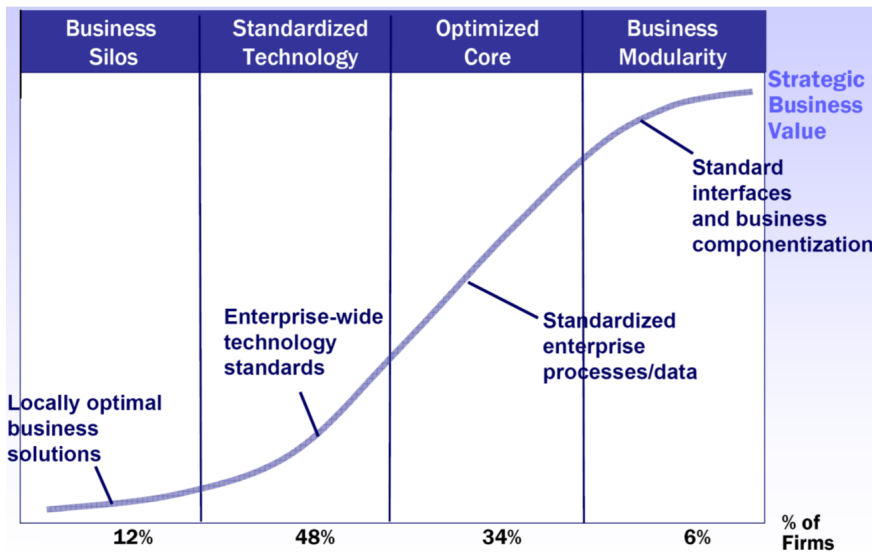 Business
Silos
Standardized
Technology
Optimized
Core
Business
Modularity
Strategic
Business
Value
Standard
interfaces
and business
componentization
Enterprise-wide
technology
standards
Standardized
enterprise
processes/data
Locally optimal
business
solutions
12%
48%
34%
6%
% of
Firms